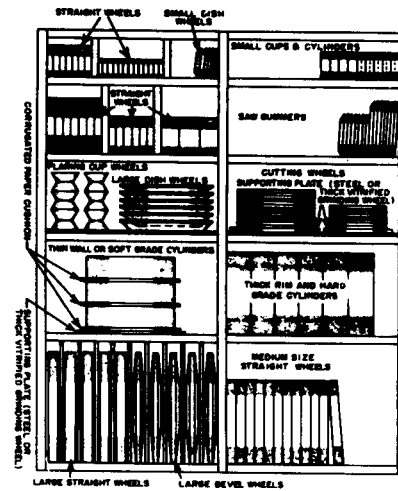 STRAIGHT WHEELS
SMALL DISH
WHEELS
SMALL CUPS & CYLINDERS
STRAIGHT
WHEELS
SAW GUMMERS
FLARING CUP WHEELS
LARGE DISH WHEELS
CUTTING WHEELS
SUPPORTING PLATE (STEEL OR
THICK VITRIFIED
GRINDING WHEEL)
CORRUGATED PAPER CUSHIONS
THIN WALL OR SOFT GRADE CYLINDERS
THICK RIM AND HARD
GRADE CYLINDERS
SUPPORTING PLATE (STEEL OR
THICK VITRIFIED GRINDING WHEEL)
MEDIUM SIZE
STRAIGHT WHEELS
LARGE STRAIGHT WHEELS
LARGE BEVEL WHEELS